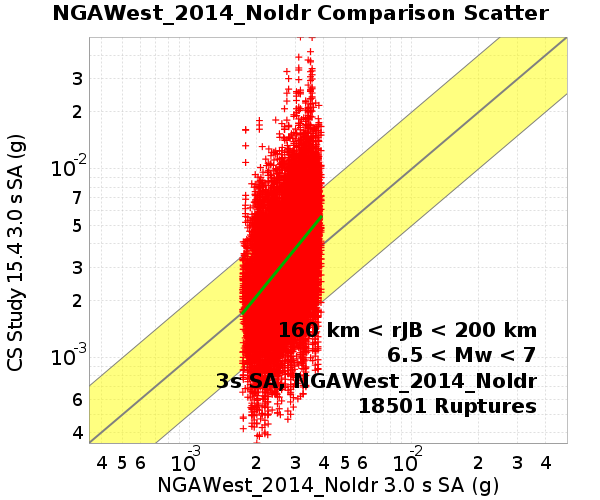 NGAWest_2014_NoIdr Comparison Scatter
CS Study 15.4 3.0 s SA (g)
3
2
10⁻²
7
5
3
2
10⁻³
6
4
160 km < rJB < 200 km
6.5 < Mw < 7
3s SA, NGAWest_2014_NoIdr
18501 Ruptures
4 5 6 10⁻³ 2 3 4 5 6 10⁻² 2 3 4
NGAWest_2014_NoIdr 3.0 s SA (g)